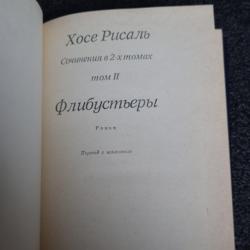 Хосе Рисаль
Сочинения в 2-х томах
том II
Флибустьеры
Роман
Перевод с испанского